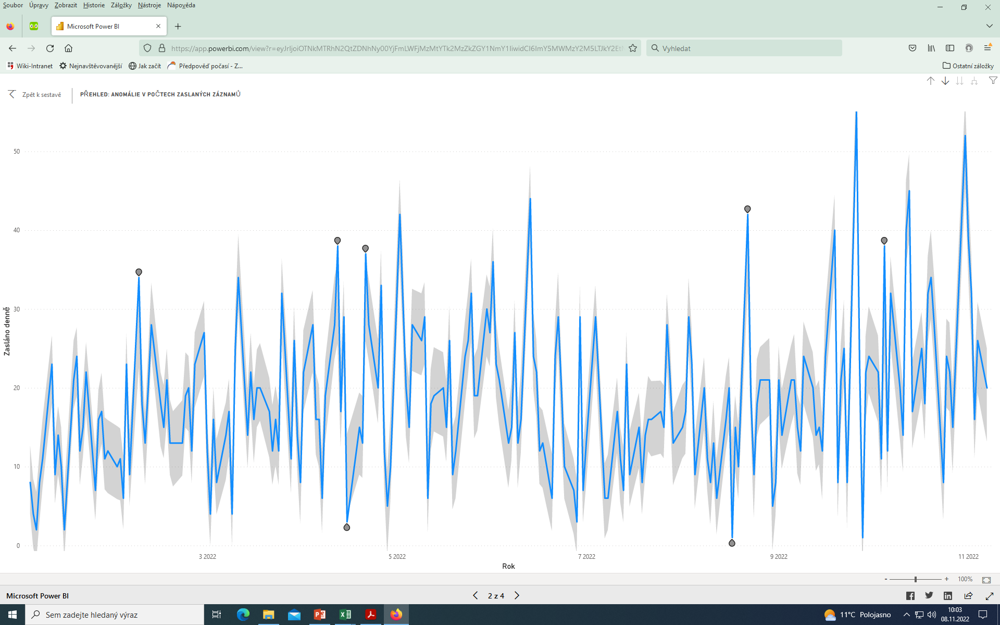 Soubor Úpravy Zobrazit Historie Záložky Nástroje Nápověda
Microsoft Power BI
https://app.powerbi.com/view?r=
Vyhledat
Wiki-Intranet Nejnavštěvovanější Jak začít Předpověď počasí - Z... Ostatní záložky
Zpět k sestavě PŘEHLED: ANOMÁLIE V POČTECH ZASLANÝCH ZÁZNAMŮ
50
40
30
Zasláno denně
20
10
0
3 2022 5 2022 7 2022 9 2022 11 2022
Rok
- + 100%
Microsoft Power BI 2 z 4
Sem zadejte hledaný výraz 11°C Polojasno 10:03
08.11.2022